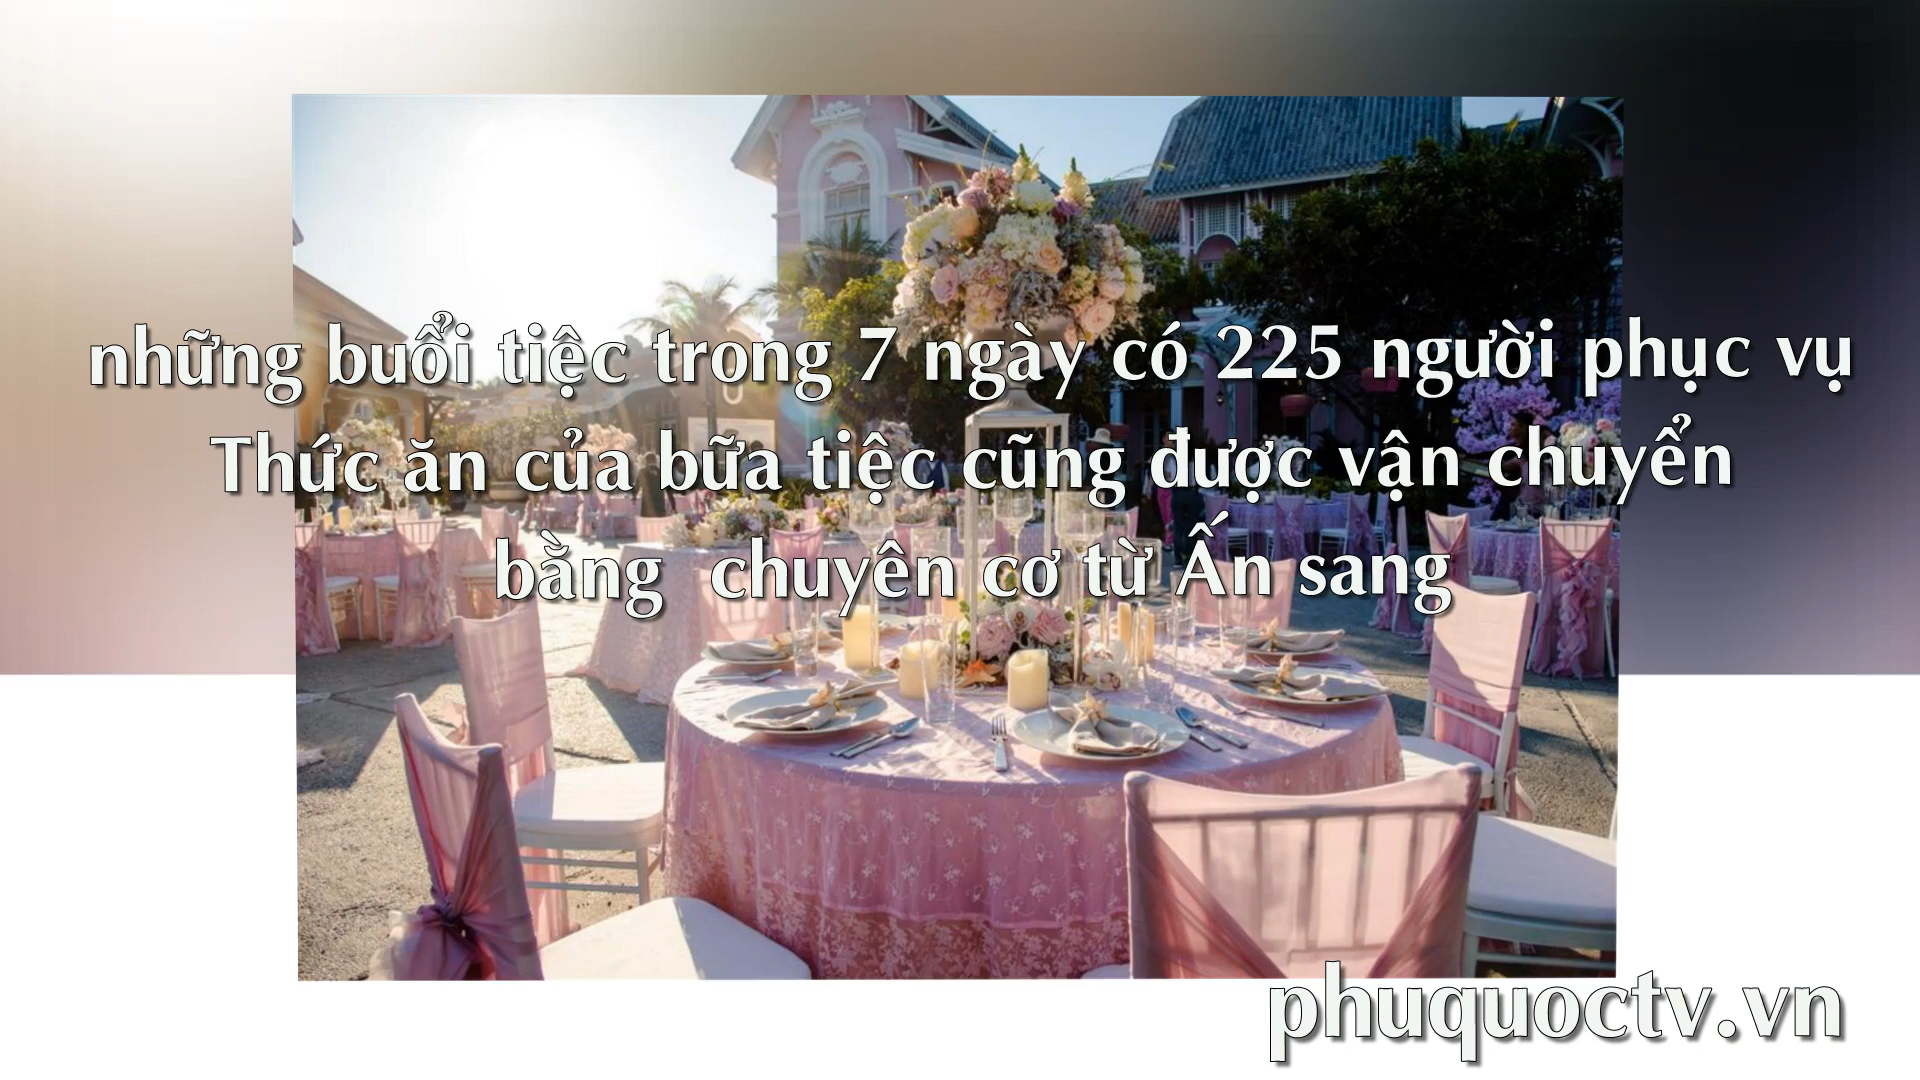 những buổi tiệc trong 7 ngày có 225 người phục vụ
Thức ăn của bữa tiệc cũng được vận chuyển
bằng chuyên cơ từ Ấn sang
phuquoctv.vn